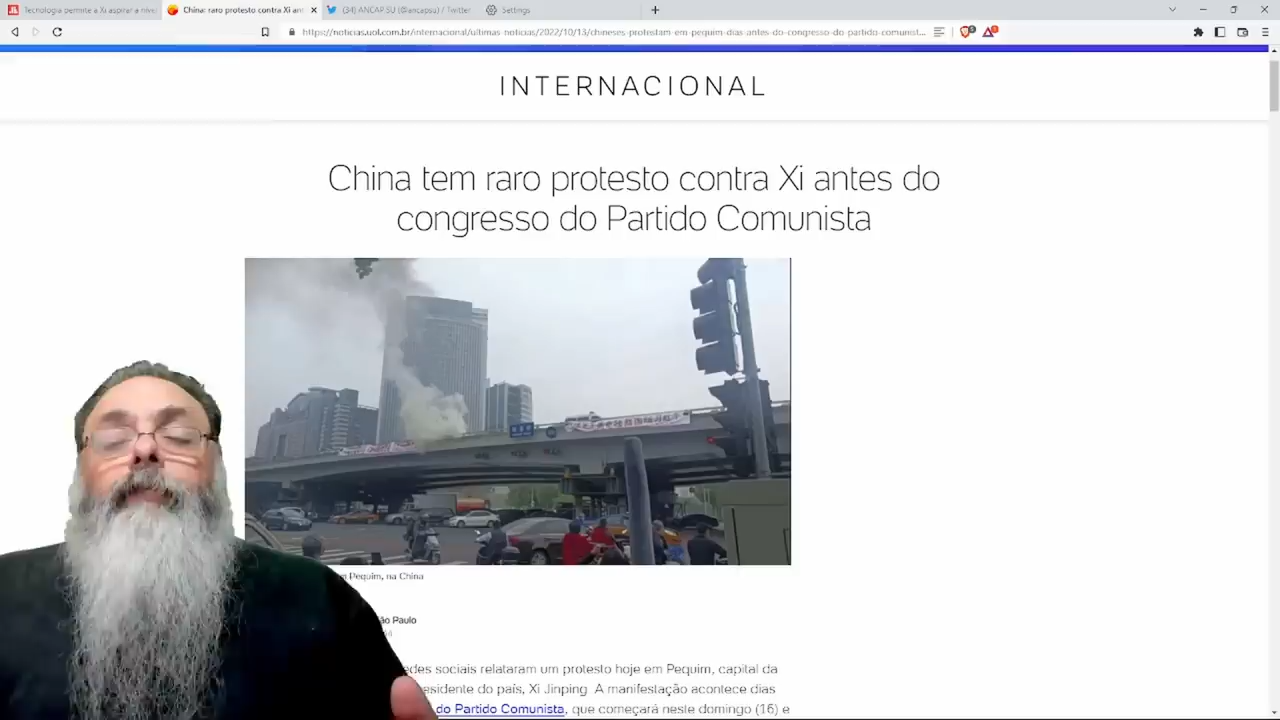 Tecnologia permite a Xi aspirar a níve
China: raro protesto contra Xi ant
(34) ANCAP.SU (@ancapsu) / Twitter
Settings
https://noticias.uol.com.br/internacional/ultimas-noticias/2022/10/13/chineses-protestam-em-pequim-dias-antes-do-congresso-do-partido-comunist...
INTERNACIONAL
China tem raro protesto contra Xi antes do
congresso do Partido Comunista
Pequim, na China
Paulo
edes sociais relataram um protesto hoje em Pequim, capital da
esidente do país, Xi Jinping. A manifestação acontece dias
do Partido Comunista, que começará neste domingo (16) e